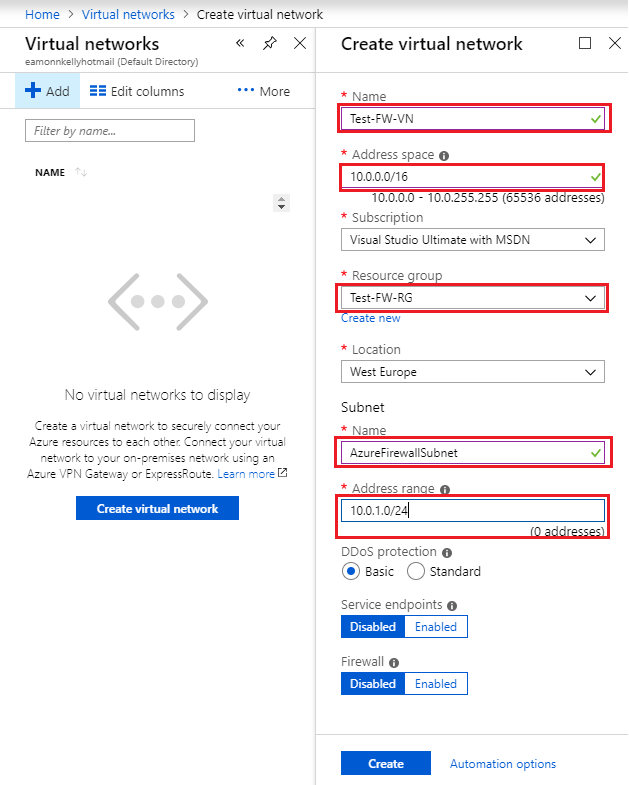 Home > Virtual networks > Create virtual network
Virtual networks
eamonnkellyhotmail (Default Directory)
Add
Edit columns
More
Filter by name...
NAME
No virtual networks to display
Create a virtual network to securely connect your
Azure resources to each other. Connect your virtual
network to your on-premises network using an
Azure VPN Gateway or ExpressRoute. Learn more
Create virtual network
Create virtual network
* Name
Test-FW-VN
* Address space
10.0.0.0/16
10.0.0.0 - 10.0.255.255 (65536 addresses)
* Subscription
Visual Studio Ultimate with MSDN
* Resource group
Test-FW-RG
Create new
* Location
West Europe
Subnet
* Name
AzureFirewallSubnet
* Address range
10.0.1.0/24
(0 addresses)
DDoS protection
Basic Standard
Service endpoints
Disabled Enabled
Firewall
Disabled Enabled
Create Automation options